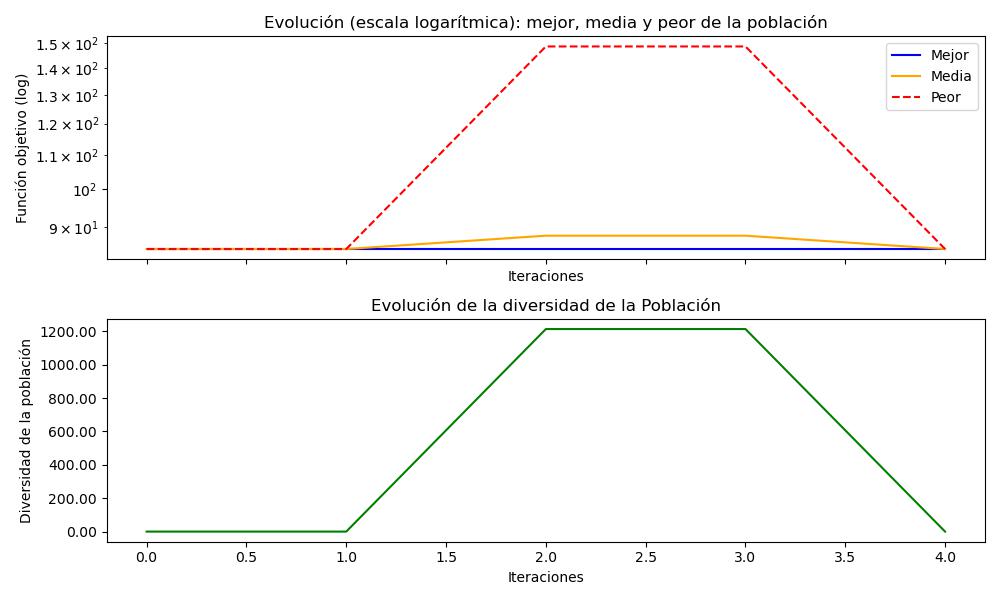 Evolución (escala logarítmica): mejor, media y peor de la población
Función objetivo (log)
1.5 × 10²
1.4 × 10²
1.3 × 10²
1.2 × 10²
1.1 × 10²
10²
9 × 10¹
Mejor
Media
Peor
Iteraciones
Evolución de la diversidad de la Población
Diversidad de la población
1200.00
1000.00
800.00
600.00
400.00
200.00
0.00
0.0 0.5 1.0 1.5 2.0 2.5 3.0 3.5 4.0
Iteraciones